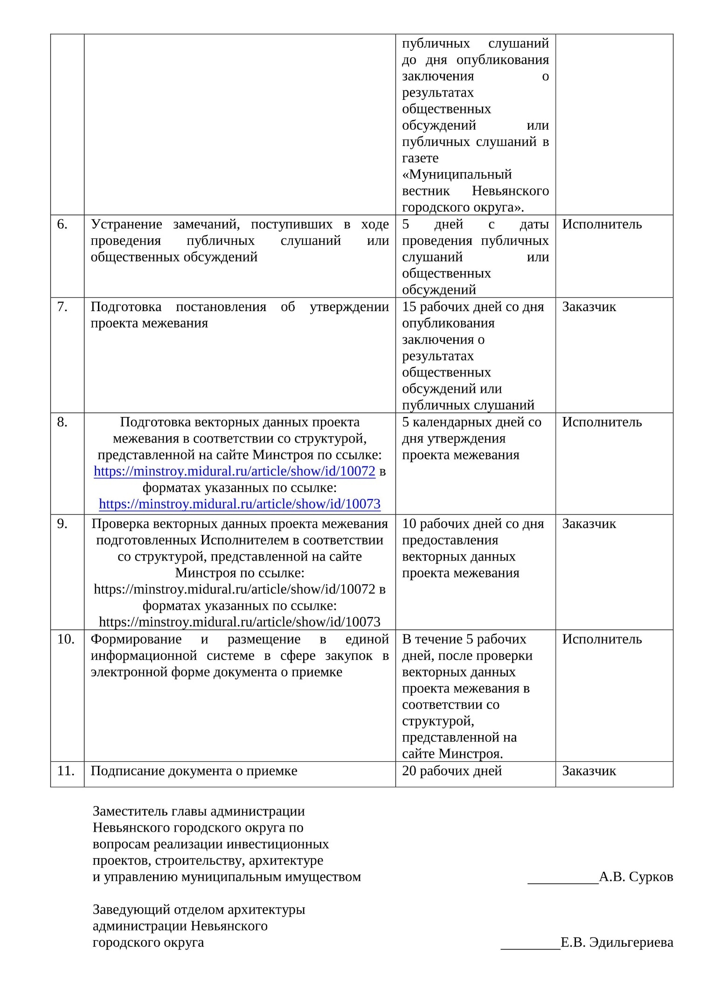 публичных слушаний
до дня опубликования
заключения о
результатах
общественных
обсуждений или
публичных слушаний в
газете
«Муниципальный
вестник Невьянского
городского округа».
6.
Устранение замечаний, поступивших в ходе
проведения публичных слушаний или
общественных обсуждений
5 дней с даты
проведения публичных
слушаний или
общественных
обсуждений
Исполнитель
7.
Подготовка постановления об утверждении
проекта межевания
15 рабочих дней со дня
опубликования
заключения о
результатах
общественных
обсуждений или
публичных слушаний
Заказчик
8.
Подготовка векторных данных проекта
межевания в соответствии со структурой,
представленной на сайте Минстроя по ссылке:
https://minstroy.midural.ru/article/show/id/10072 в
форматах указанных по ссылке:
https://minstroy.midural.ru/article/show/id/10073
5 календарных дней со
дня утверждения
проекта межевания
Исполнитель
9.
Проверка векторных данных проекта межевания
подготовленных Исполнителем в соответствии
со структурой, представленной на сайте
Минстроя по ссылке:
https://minstroy.midural.ru/article/show/id/10072 в
форматах указанных по ссылке:
https://minstroy.midural.ru/article/show/id/10073
10 рабочих дней со дня
предоставления
векторных данных
проекта межевания
Заказчик
10.
Формирование и размещение в единой
информационной системе в сфере закупок в
электронной форме документа о приемке
В течение 5 рабочих
дней, после проверки
векторных данных
проекта межевания в
соответствии со
структурой,
представленной на
сайте Минстроя.
Исполнитель
11.
Подписание документа о приемке
20 рабочих дней
Заказчик
Заместитель главы администрации
Невьянского городского округа по
вопросам реализации инвестиционных
проектов, строительству, архитектуре
и управлению муниципальным имуществом __________А.В. Сурков
Заведующий отделом архитектуры
администрации Невьянского
городского округа ________Е.В. Эдильгериева